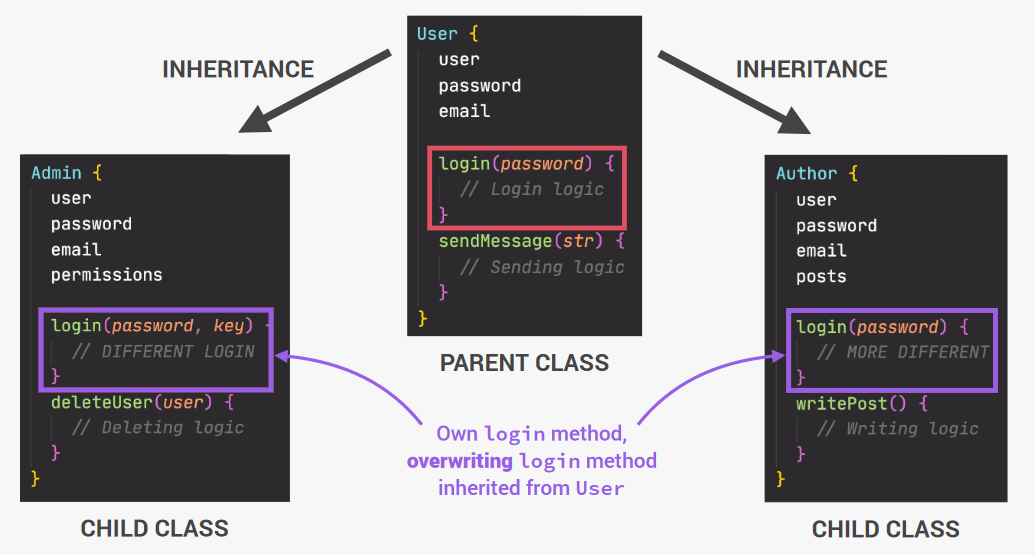 INHERITANCE
INHERITANCE
User {
user
password
email
login(password) {
// Login logic
}
sendMessage(str) {
// Sending logic
}
}
PARENT CLASS
Admin {
user
password
email
permissions
login(password, key) {
// DIFFERENT LOGIN
}
deleteUser(user) {
// Deleting logic
}
}
CHILD CLASS
Own login method,
overwriting login method
inherited from User
Author {
user
password
email
posts
login(password) {
// MORE DIFFERENT
}
writePost() {
// Writing logic
}
}
CHILD CLASS